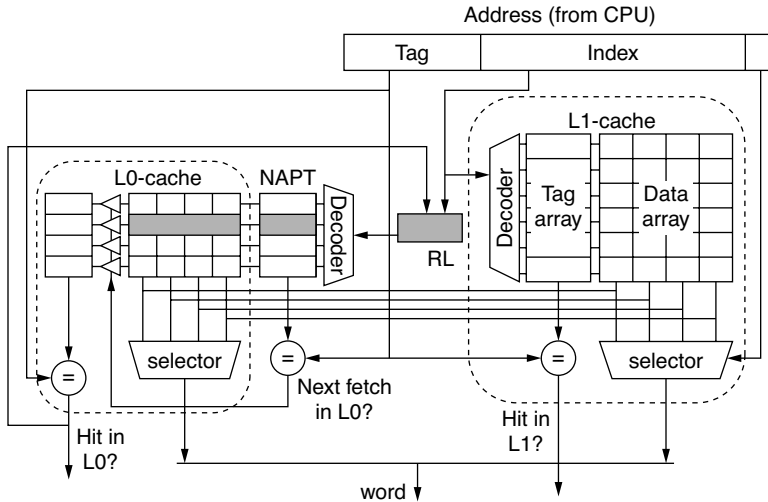 Address (from CPU)
Tag
Index
L1-cache
L0-cache
NAPT
Decoder
RL
Decoder
Tag
array
Data
array
selector
=
=
Next fetch
in L0?
=
selector
Hit in
L0?
Hit in
L1?
word